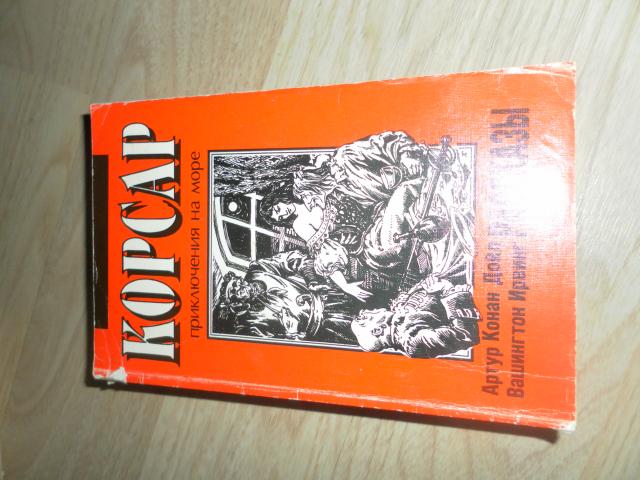 КОРСАР
приключения на море
Артур Конан Дойл
Вашингтон Ирвинг